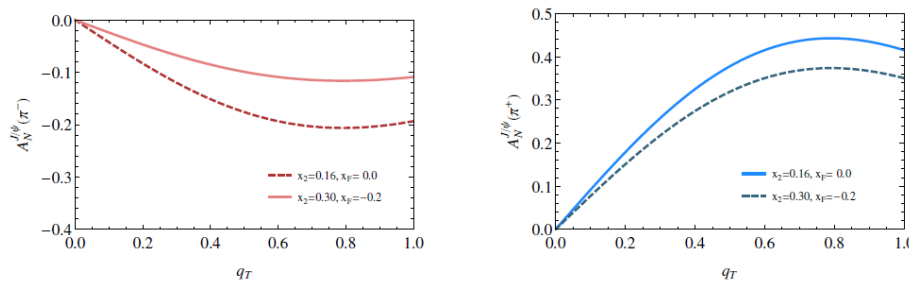 0.0
−0.1
−0.2
−0.3
−0.4
0.0 0.2 0.4 0.6 0.8 1.0
A_N^{J/ψ}(π⁻)
q_T
x₂=0.16, x_F= 0.0
x₂=0.30, x_F=−0.2
0.5
0.4
0.3
0.2
0.1
0.0
0.0 0.2 0.4 0.6 0.8 1.0
A_N^{J/ψ}(π⁺)
q_T
x₂=0.16, x_F= 0.0
x₂=0.30, x_F=−0.2